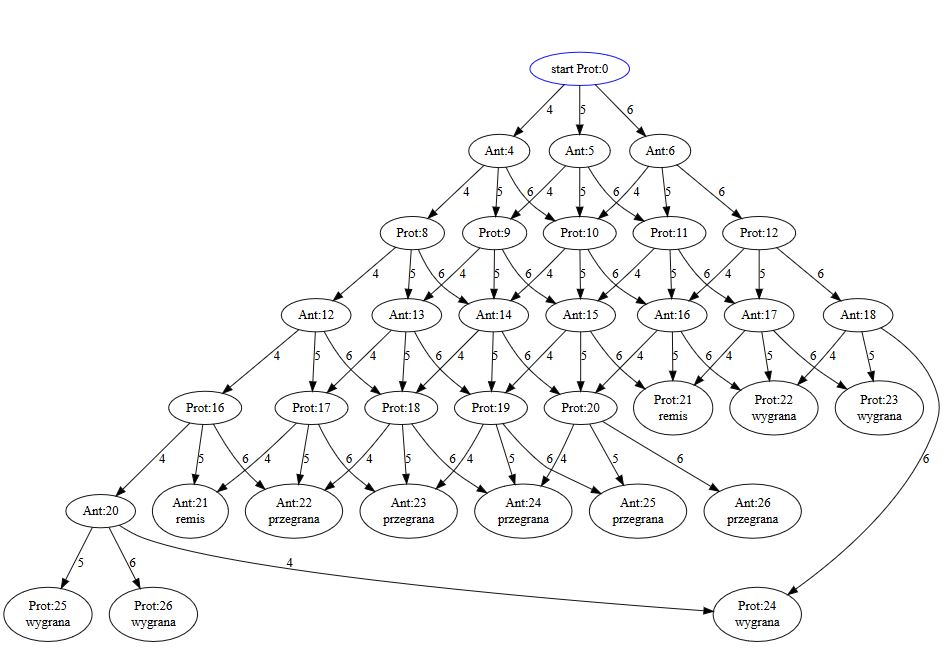 start Prot:0
4 5 6
Ant:4 Ant:5 Ant:6
4 5 6 4 5 6 4 5 6
Prot:8 Prot:9 Prot:10 Prot:11 Prot:12
4 5 6 4 5 6 4 5 6 4 5 6 4 5 6
Ant:12 Ant:13 Ant:14 Ant:15 Ant:16 Ant:17 Ant:18
4 5 6 4 5 6 4 5 6 4 5 6 4 5 6 4 5 6 4 5
Prot:16 Prot:17 Prot:18 Prot:19 Prot:20 Prot:21 Prot:22 Prot:23
remis wygrana wygrana
4 5 6 4 5 6 4 5 6 4 5 6 4 5 6 6
Ant:20 Ant:21 Ant:22 Ant:23 Ant:24 Ant:25 Ant:26
remis przegrana przegrana przegrana przegrana przegrana
5 6 4
Prot:25 Prot:26 Prot:24
wygrana wygrana wygrana